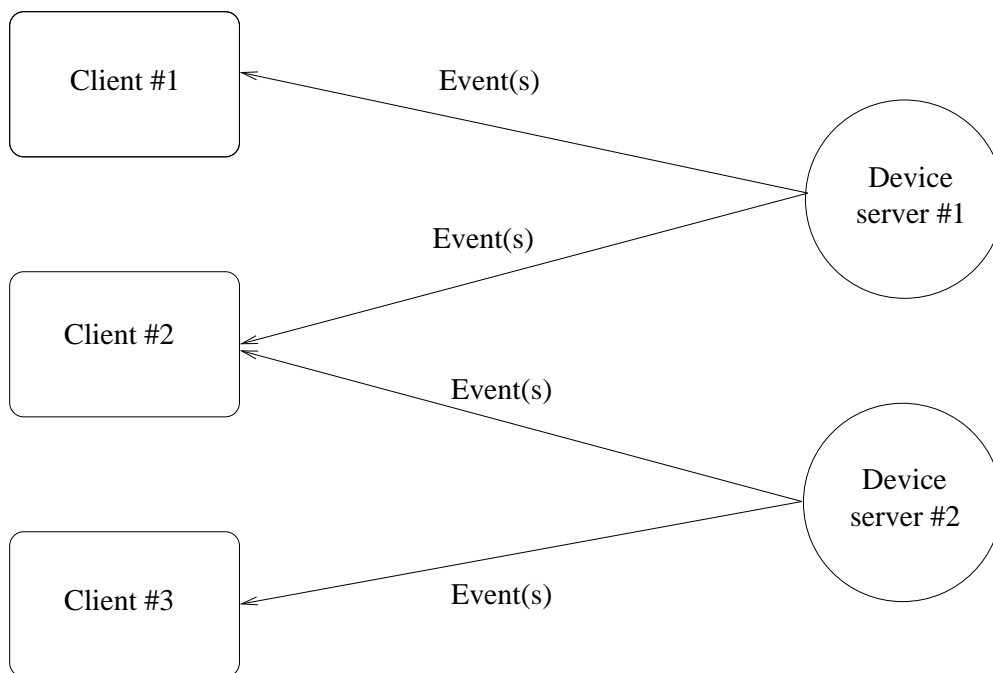 Client #1
Event(s)
Device
server #1
Event(s)
Client #2
Event(s)
Device
server #2
Client #3
Event(s)